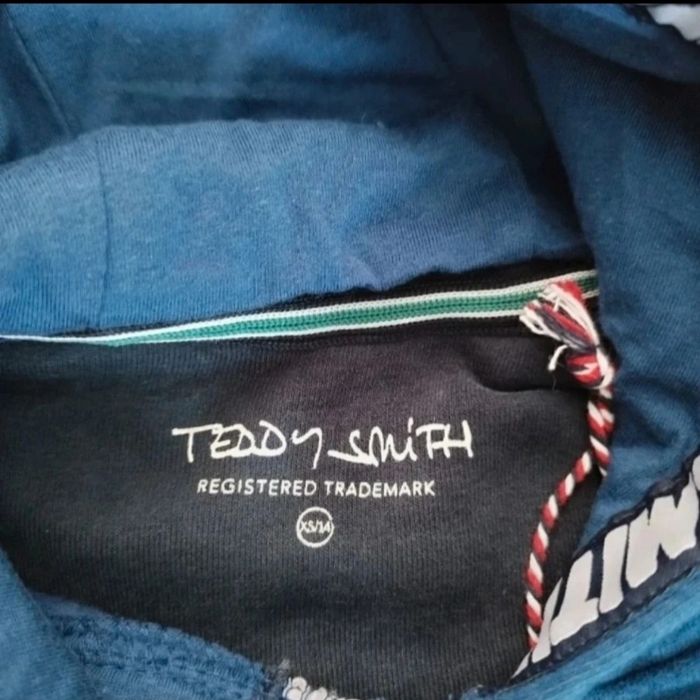 TEDDY SMITH
REGISTERED TRADEMARK
XS/14